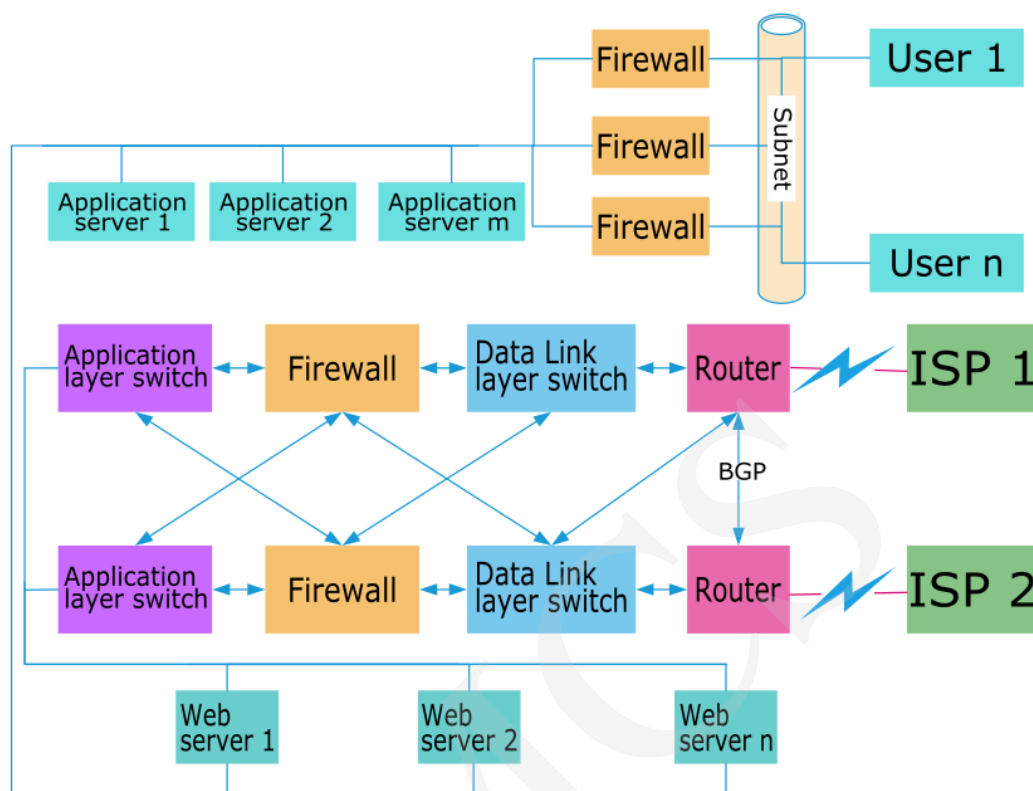 Firewall
User 1
Firewall
Subnet
Application
server 1
Application
server 2
Application
server m
Firewall
User n
Application
layer switch
Firewall
Data Link
layer switch
Router
ISP 1
BGP
Application
layer switch
Firewall
Data Link
layer switch
Router
ISP 2
Web
server 1
Web
server 2
Web
server n